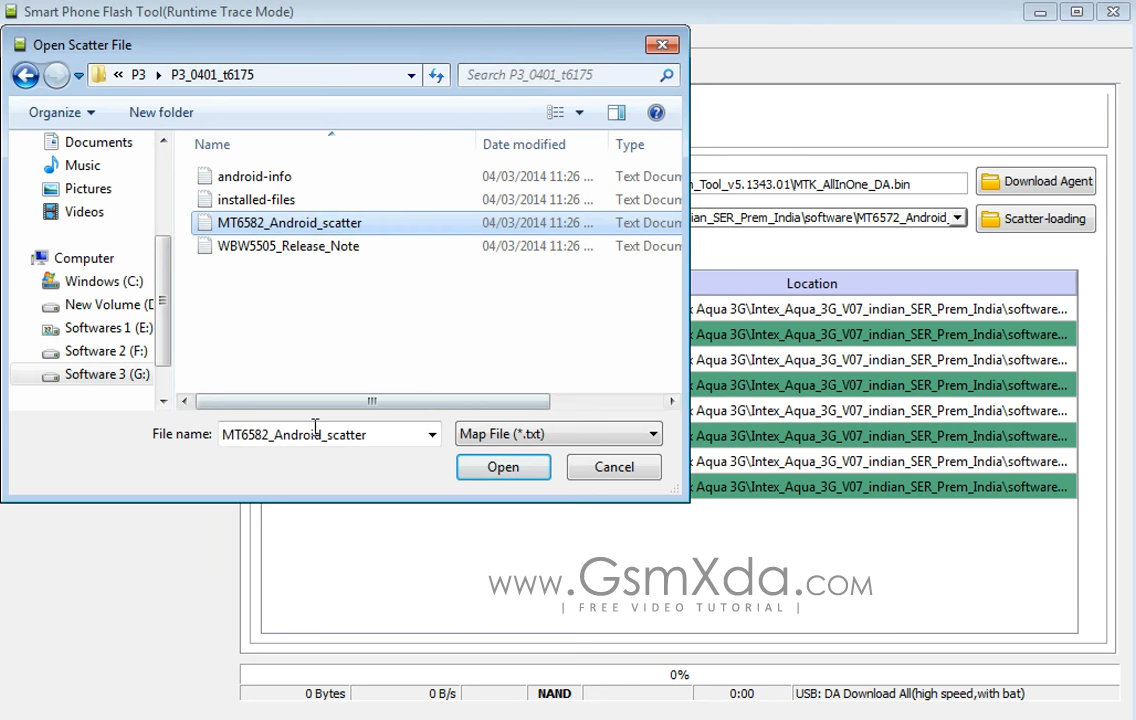 Smart Phone Flash Tool(Runtime Trace Mode)
Open Scatter File
« P3 ▸ P3_0401_t6175
Search P3_0401_t6175
Organize
New folder
Documents
Music
Pictures
Videos
Computer
Windows (C:)
New Volume (D
Softwares1 (E:)
Software 2 (F:)
Software 3 (G:)
Name Date modified Type
android-info 04/03/2014 11:26 ... Text Docum
installed-files 04/03/2014 11:26 ... Text Docum
MT6582_Android_scatter 04/03/2014 11:26 ... Text Docum
WBW5505_Release_Note 04/03/2014 11:26 ... Text Docum
File name: MT6582_Android_scatter
Map File (*.txt)
Open
Cancel
_Tool_v5.1343.01\MTK_AllInOne_DA.bin
Download Agent
ian_SER_Prem_India\software\MT6572_Android_
Scatter-loading
Location
Aqua 3G\Intex_Aqua_3G_V07_indian_SER_Prem_India\software...
Aqua 3G\Intex_Aqua_3G_V07_indian_SER_Prem_India\software...
Aqua 3G\Intex_Aqua_3G_V07_indian_SER_Prem_India\software...
Aqua 3G\Intex_Aqua_3G_V07_indian_SER_Prem_India\software...
Aqua 3G\Intex_Aqua_3G_V07_indian_SER_Prem_India\software...
Aqua 3G\Intex_Aqua_3G_V07_indian_SER_Prem_India\software...
Aqua 3G\Intex_Aqua_3G_V07_indian_SER_Prem_India\software...
Aqua 3G\Intex_Aqua_3G_V07_indian_SER_Prem_India\software...
www.GsmXda.com
| FREE VIDEO TUTORIAL |
0%
0 Bytes
0 B/s
NAND
0:00
USB: DA Download All(high speed,with bat)